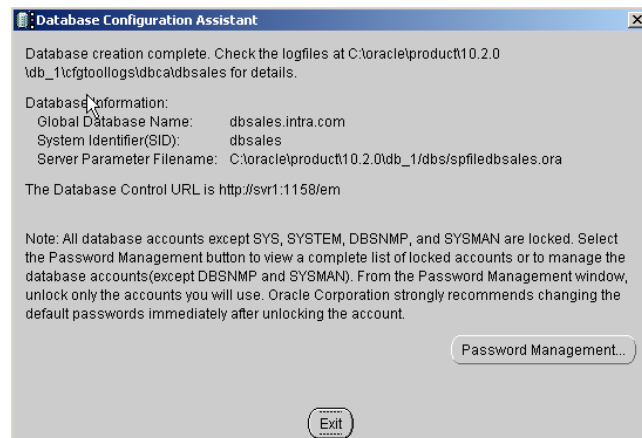 Database Configuration Assistant
Database creation complete. Check the logfiles at C:\oracle\product\10.2.0
\db_1\cfgtoollogs\dbca\dbsales for details.
Database Information:
Global Database Name: dbsales.intra.com
System Identifier(SID): dbsales
Server Parameter Filename: C:\oracle\product\10.2.0\db_1/dbs/spfiledbsales.ora
The Database Control URL is http://svr1:1158/em
Note: All database accounts except SYS, SYSTEM, DBSNMP, and SYSMAN are locked. Select
the Password Management button to view a complete list of locked accounts or to manage the
database accounts(except DBSNMP and SYSMAN). From the Password Management window,
unlock only the accounts you will use. Oracle Corporation strongly recommends changing the
default passwords immediately after unlocking the account.
Password Management...
Exit